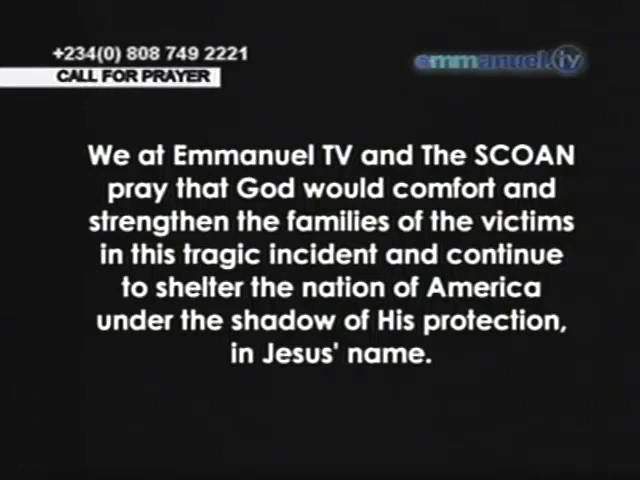 +234(0) 808 749 2221
CALL FOR PRAYER
emmanuel.tv
We at Emmanuel TV and The SCOAN
pray that God would comfort and
strengthen the families of the victims
in this tragic incident and continue
to shelter the nation of America
under the shadow of His protection,
in Jesus' name.